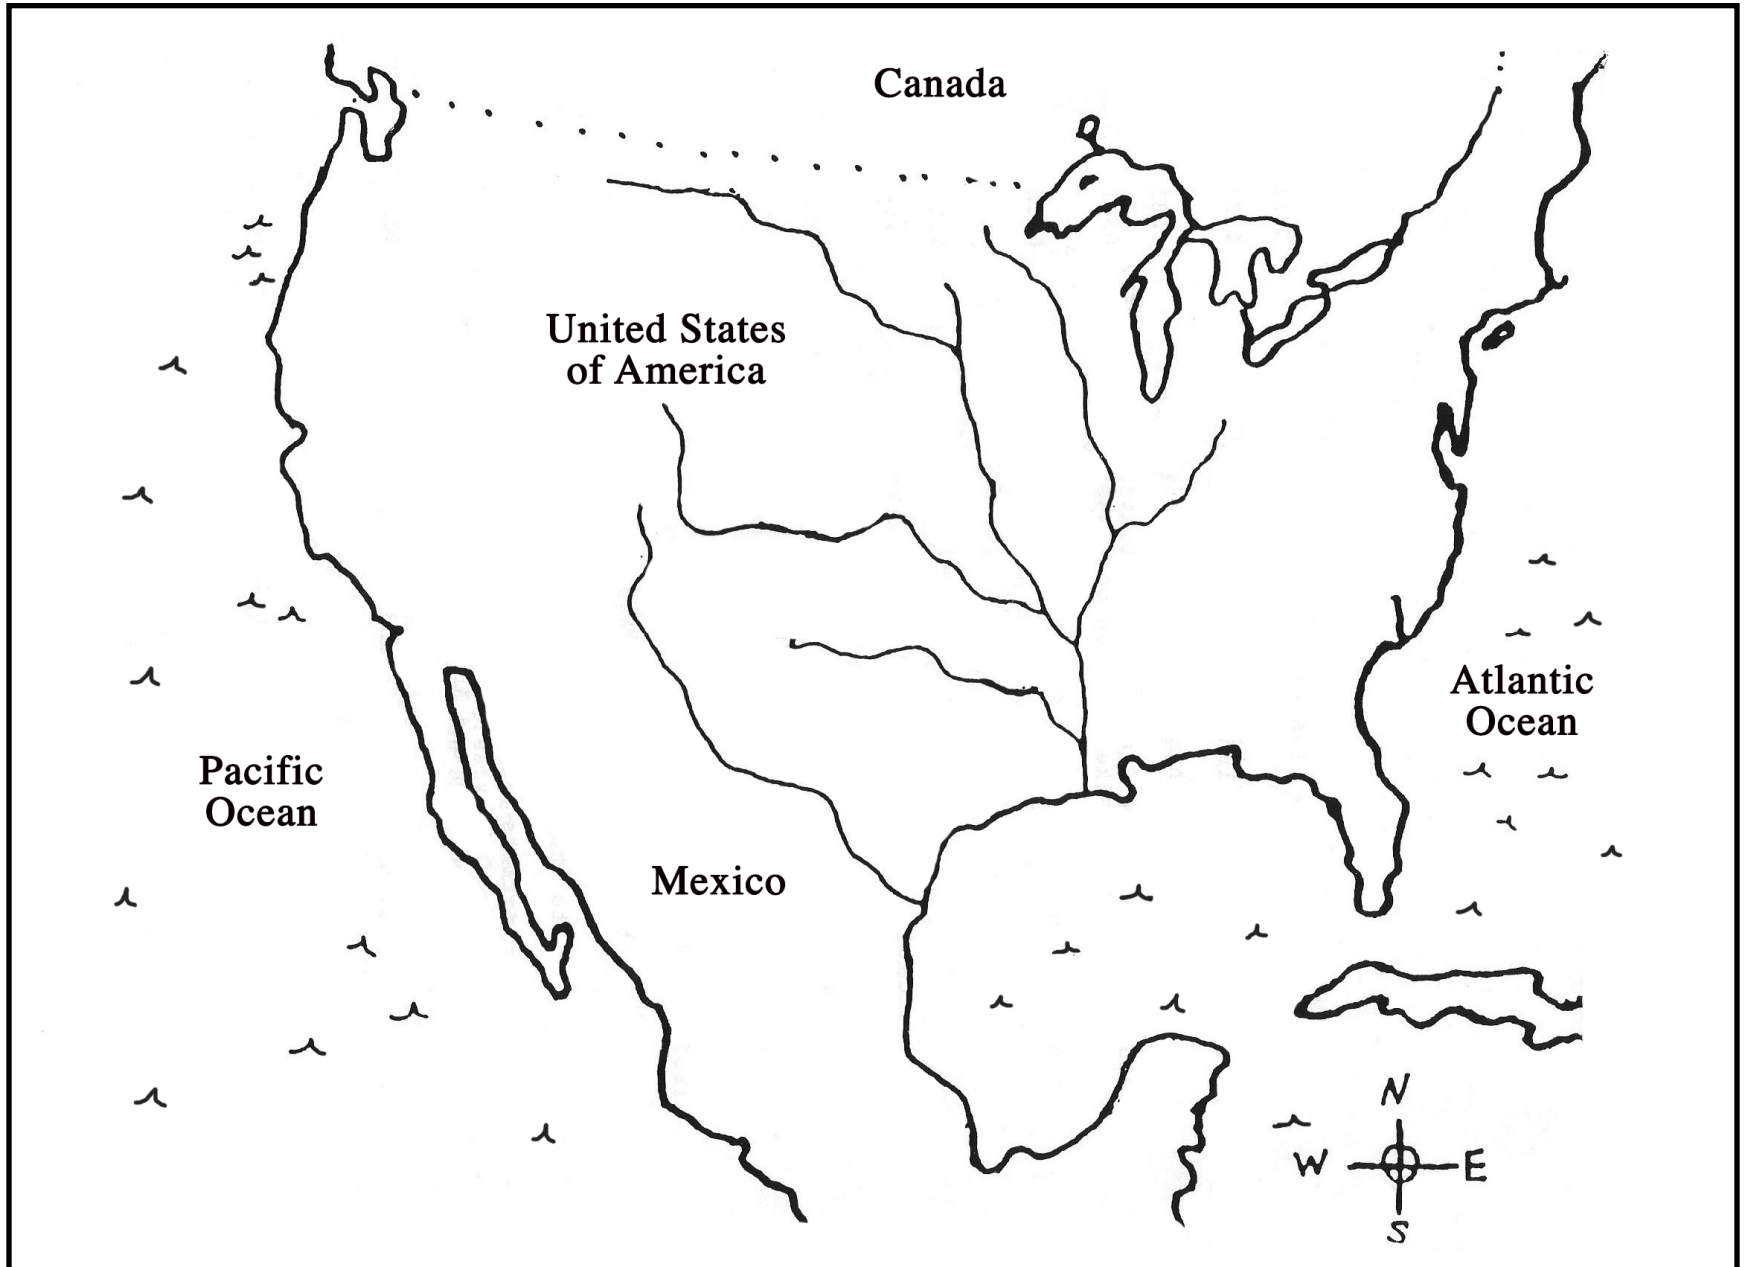 Canada
United States
of America
Atlantic
Ocean
Pacific
Ocean
Mexico
N
W
E
S